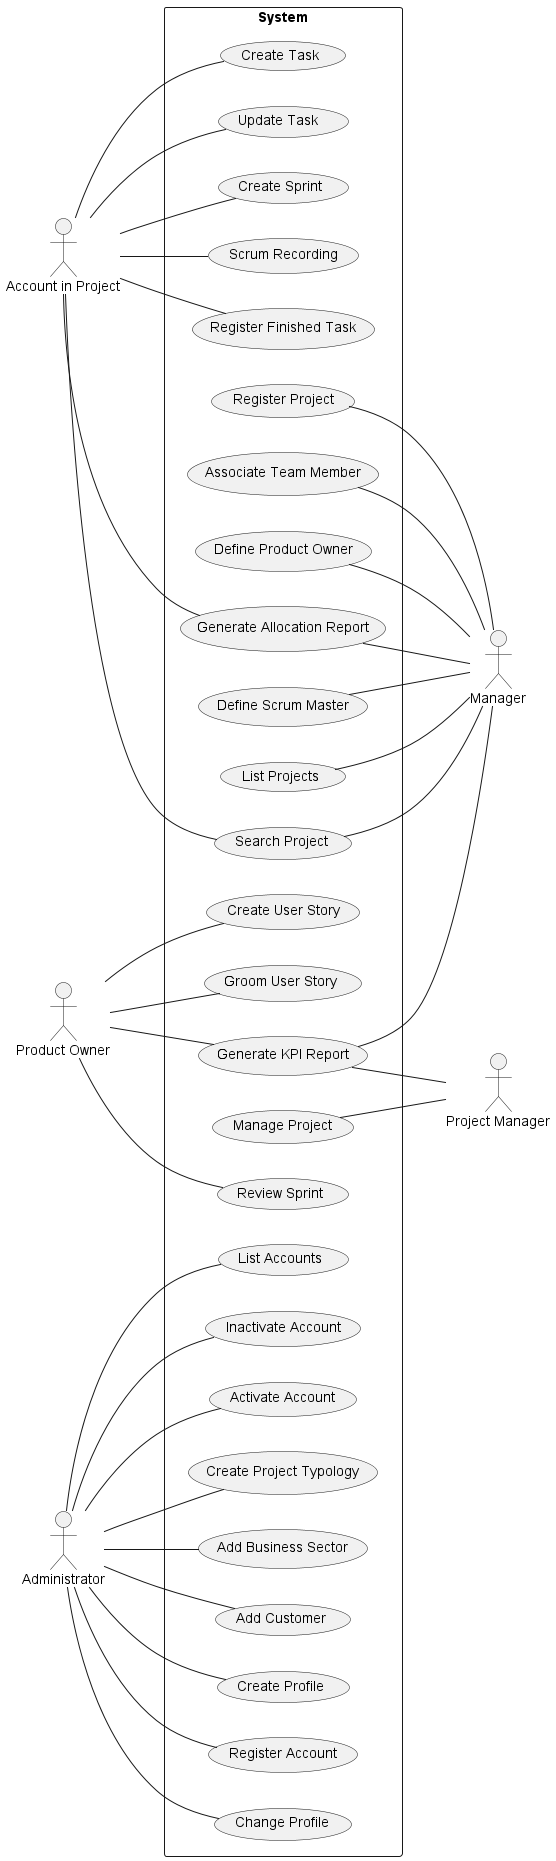 System
Create Task
Update Task
Create Sprint
Scrum Recording
Account in Project
Register Finished Task
Register Project
Associate Team Member
Define Product Owner
Generate Allocation Report
Manager
Define Scrum Master
List Projects
Search Project
Create User Story
Groom User Story
Product Owner
Generate KPI Report
Project Manager
Manage Project
Review Sprint
List Accounts
Inactivate Account
Activate Account
Create Project Typology
Add Business Sector
Administrator
Add Customer
Create Profile
Register Account
Change Profile